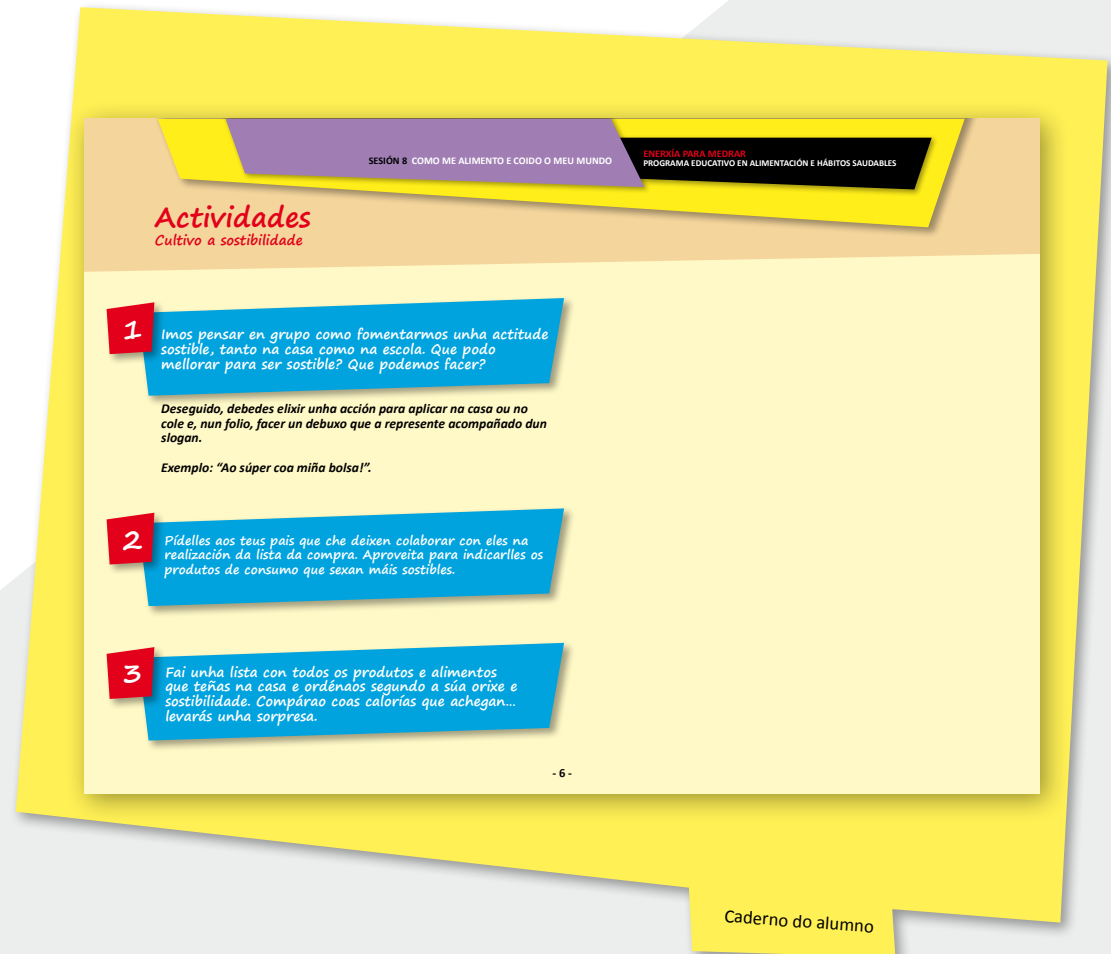 SESIÓN 8 COMO ME ALIMENTO E COIDO O MEU MUNDO
ENERXÍA PARA MEDRAR
PROGRAMA EDUCATIVO EN ALIMENTACIÓN E HÁBITOS SAUDABLES
Actividades
Cultivo a sostibilidade
1
Imos pensar en grupo como fomentarmos unha actitude
sostible, tanto na casa como na escola. Que podo
mellorar para ser sostible? Que podemos facer?
Deseguido, debedes elixir unha acción para aplicar na casa ou no
cole e, nun folio, facer un debuxo que a represente acompañado dun
slogan.
Exemplo: “Ao súper coa miña bolsa!”.
2
Pídelles aos teus pais que che deixen colaborar con eles na
realización da lista da compra. Aproveita para indicarlles os
produtos de consumo que sexan máis sostibles.
3
Fai unha lista con todos os produtos e alimentos
que teñas na casa e ordénaos segundo a súa orixe e
sostibilidade. Compárao coas calorías que achegan...
levarás unha sorpresa.
- 6 -
Caderno do alumno